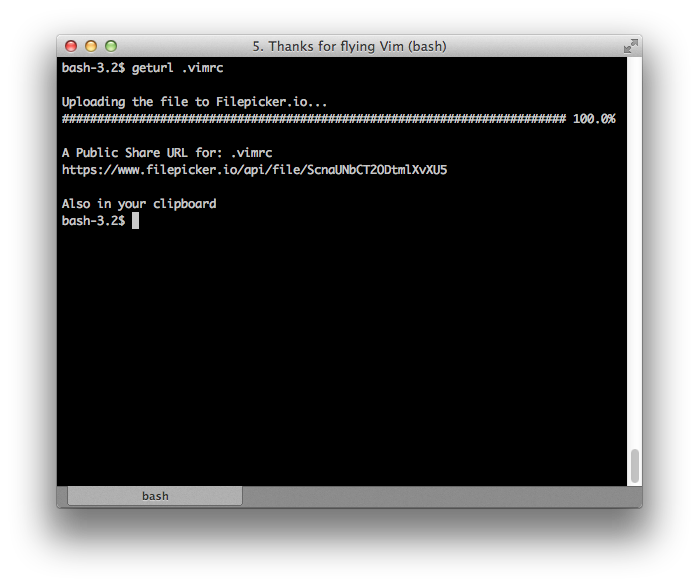 5. Thanks for flying Vim (bash)
bash-3.2$ geturl .vimrc
Uploading the file to Filepicker.io...
######################################################################## 100.0%
A Public Share URL for: .vimrc
https://www.filepicker.io/api/file/ScnaUNbCT2ODtmlXvXU5
Also in your clipboard
bash-3.2$
bash